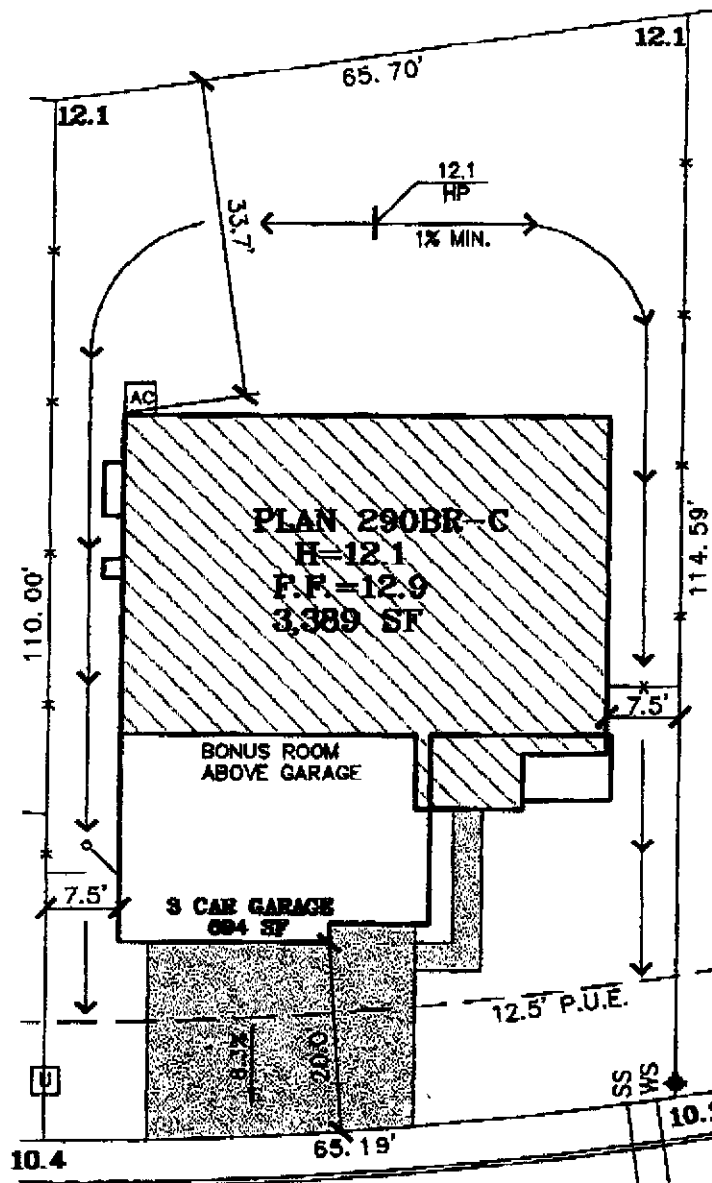 12.1
65.70'
12.1
33.7'
12.1
HP
1% MIN.
AC
PLAN 290BR-C
H=12.1
F.F.=12.9
3,389 SF
110.00'
114.59'
7.5'
BONUS ROOM
ABOVE GARAGE
7.5'
3 CAR GARAGE
694 SF
12.5' P.U.E.
20.0
U
SS
WS
65.19'
10.4